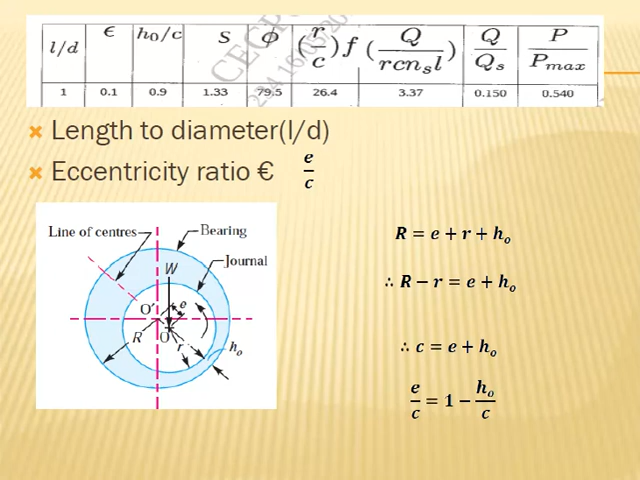 l/d ϵ h₀/c S ϕ (r/c) f (Q/rcnₛl) Q/Qₛ P/Pₘₐₓ
1 0.1 0.9 1.33 79.5 26.4 3.37 0.150 0.540
Length to diameter(l/d)
Eccentricity ratio € e/c
Line of centres
Bearing
Journal
W
O' e
O
R r hₒ
R = e + r + hₒ
∴ R − r = e + hₒ
∴ c = e + hₒ
e/c = 1 − hₒ/c